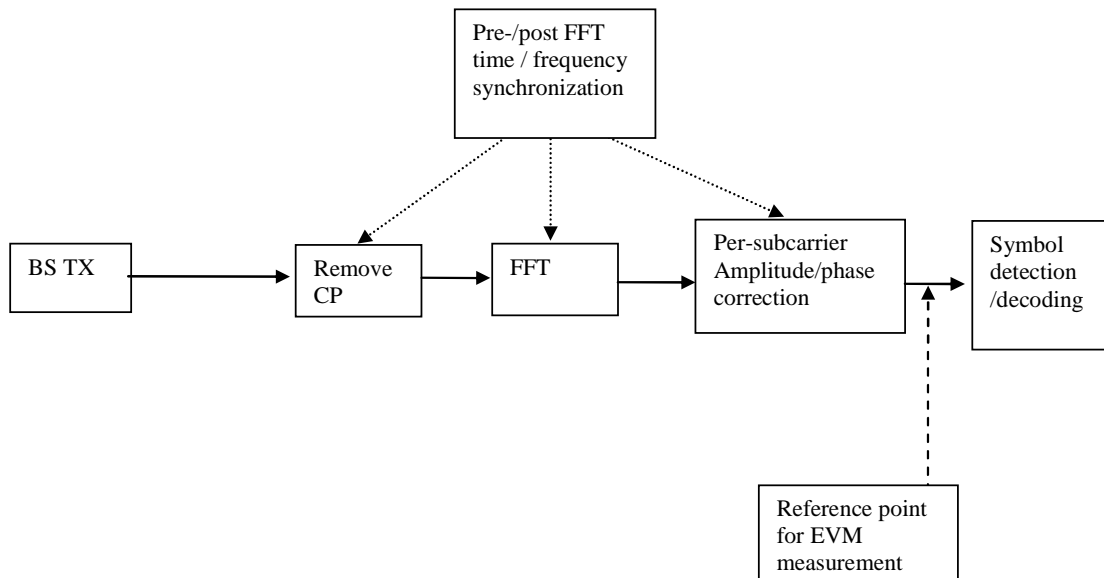 Pre-/post FFT
time / frequency
synchronization
BS TX
Remove
CP
FFT
Per-subcarrier
Amplitude/phase
correction
Symbol
detection
/decoding
Reference point
for EVM
measurement